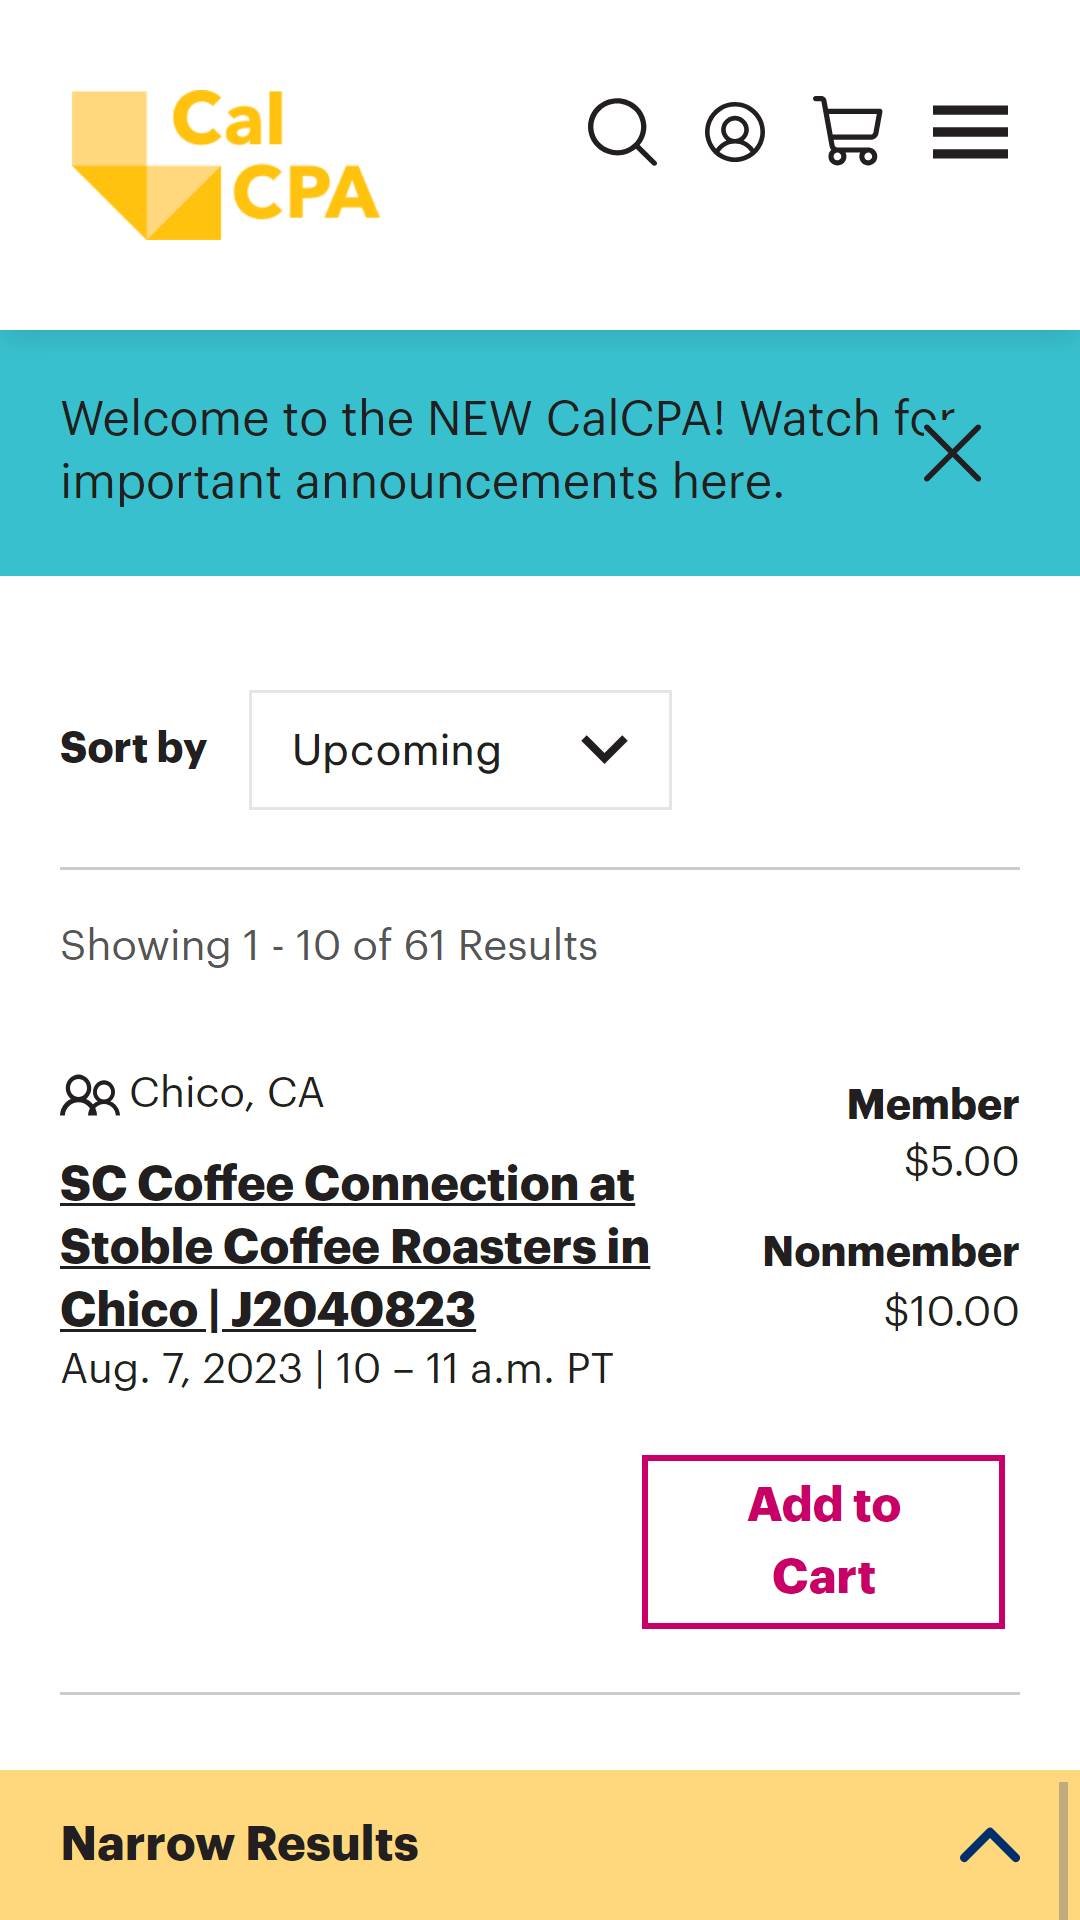 Cal
CPA
Welcome to the NEW CalCPA! Watch for
important announcements here.
Sort by
Upcoming
Showing 1 - 10 of 61 Results
Chico, CA
SC Coffee Connection at
Stoble Coffee Roasters in
Chico | J2040823
Aug. 7, 2023 | 10 – 11 a.m. PT
Member
$5.00
Nonmember
$10.00
Add to
Cart
Narrow Results